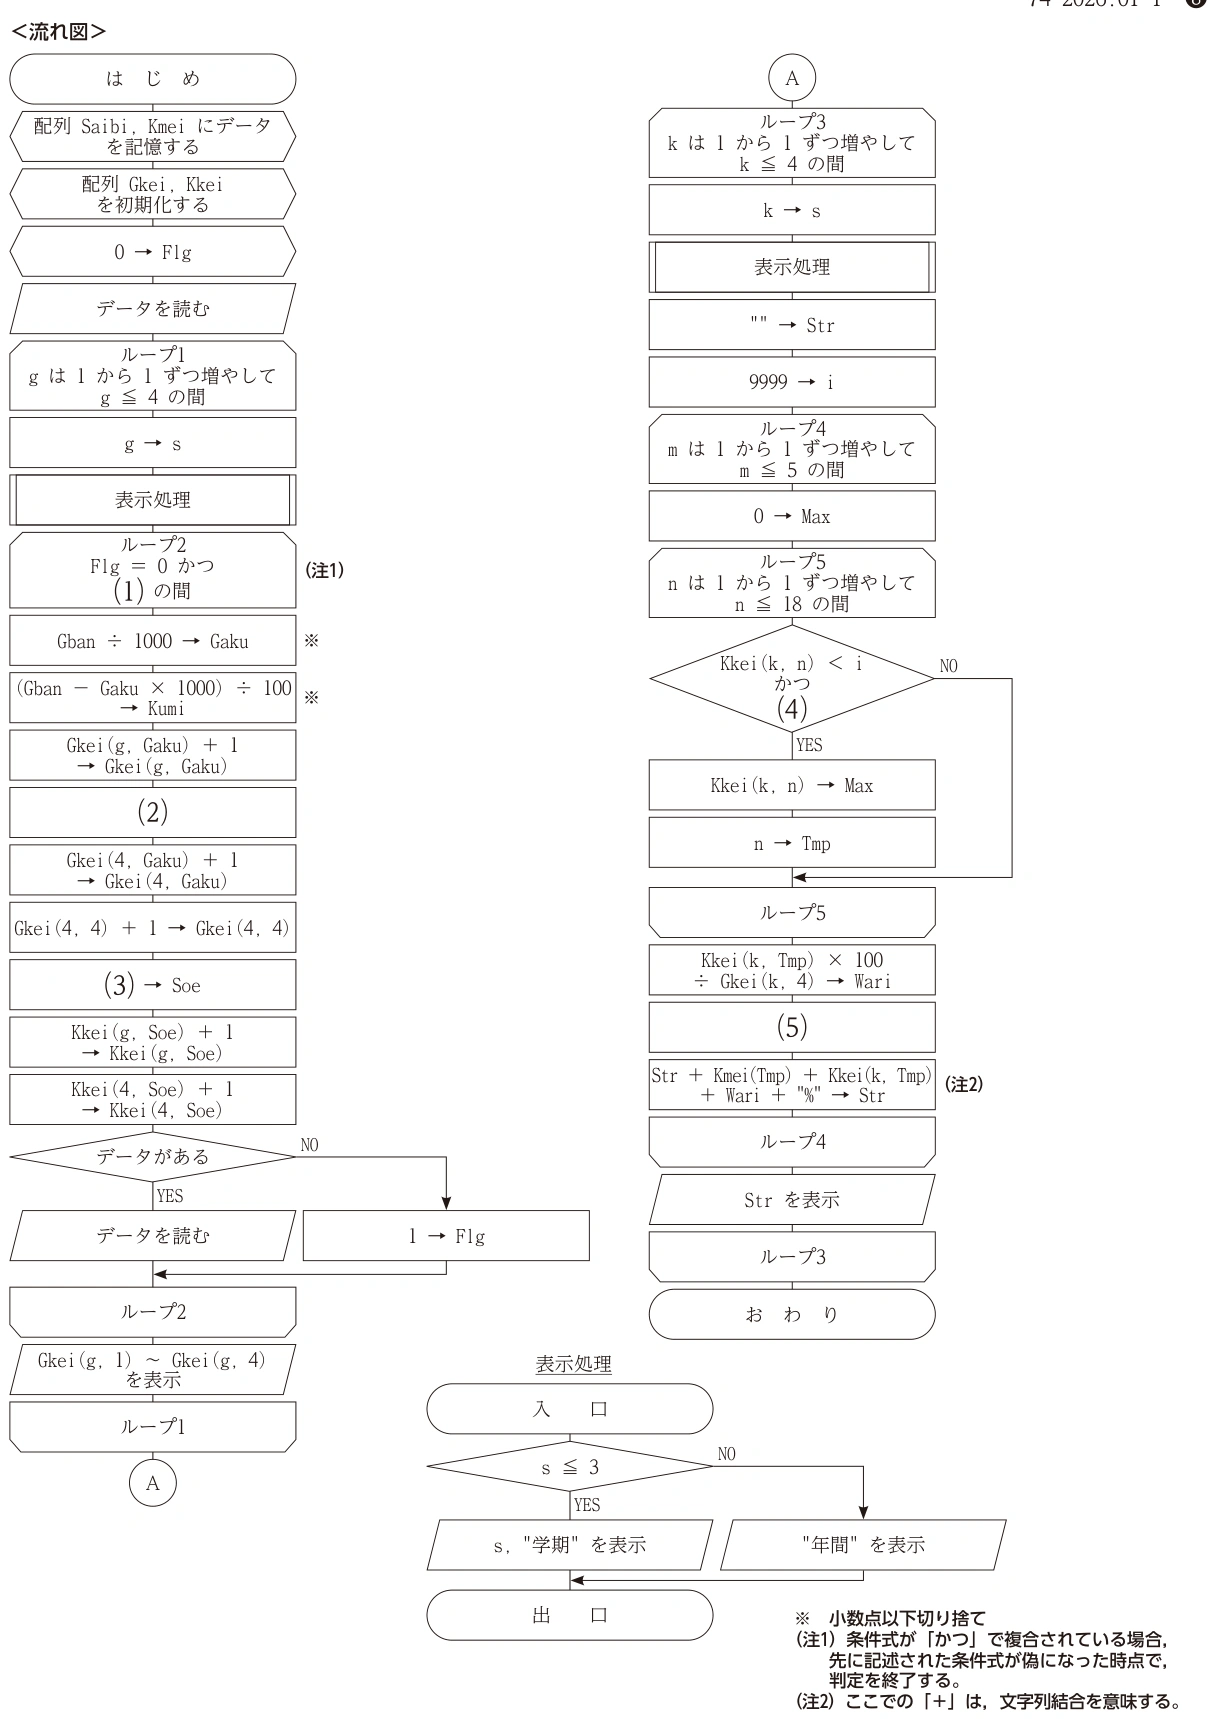 <流れ図>
は じ め
配列 Saibi, Kmei にデータ
を記憶する
配列 Gkei, Kkei
を初期化する
0 → Flg
データを読む
ループ1
g は 1 から 1 ずつ増やして
g ≦ 4 の間
g → s
表示処理
ループ2
Flg = 0 かつ
(1) の間
(注1)
Gban ÷ 1000 → Gaku
※
(Gban − Gaku × 1000) ÷ 100
→ Kumi
※
Gkei(g, Gaku) + 1
→ Gkei(g, Gaku)
(2)
Gkei(4, Gaku) + 1
→ Gkei(4, Gaku)
Gkei(4, 4) + 1 → Gkei(4, 4)
(3) → Soe
Kkei(g, Soe) + 1
→ Kkei(g, Soe)
Kkei(4, Soe) + 1
→ Kkei(4, Soe)
データがある
NO
YES
データを読む
1 → Flg
ループ2
Gkei(g, 1) ~ Gkei(g, 4)
を表示
ループ1
A
A
ループ3
k は 1 から 1 ずつ増やして
k ≦ 4 の間
k → s
表示処理
"" → Str
9999 → i
ループ4
m は 1 から 1 ずつ増やして
m ≦ 5 の間
0 → Max
ループ5
n は 1 から 1 ずつ増やして
n ≦ 18 の間
Kkei(k, n) < i
かつ
(4)
NO
YES
Kkei(k, n) → Max
n → Tmp
ループ5
Kkei(k, Tmp) × 100
÷ Gkei(k, 4) → Wari
(5)
Str + Kmei(Tmp) + Kkei(k, Tmp)
+ Wari + "%" → Str
(注2)
ループ4
Str を表示
ループ3
お わ り
表示処理
入 口
s ≦ 3
NO
YES
s, "学期" を表示
"年間" を表示
出 口
※ 小数点以下切り捨て
(注1) 条件式が「かつ」で複合されている場合，
先に記述された条件式が偽になった時点で，
判定を終了する。
(注2) ここでの「+」は，文字列結合を意味する。